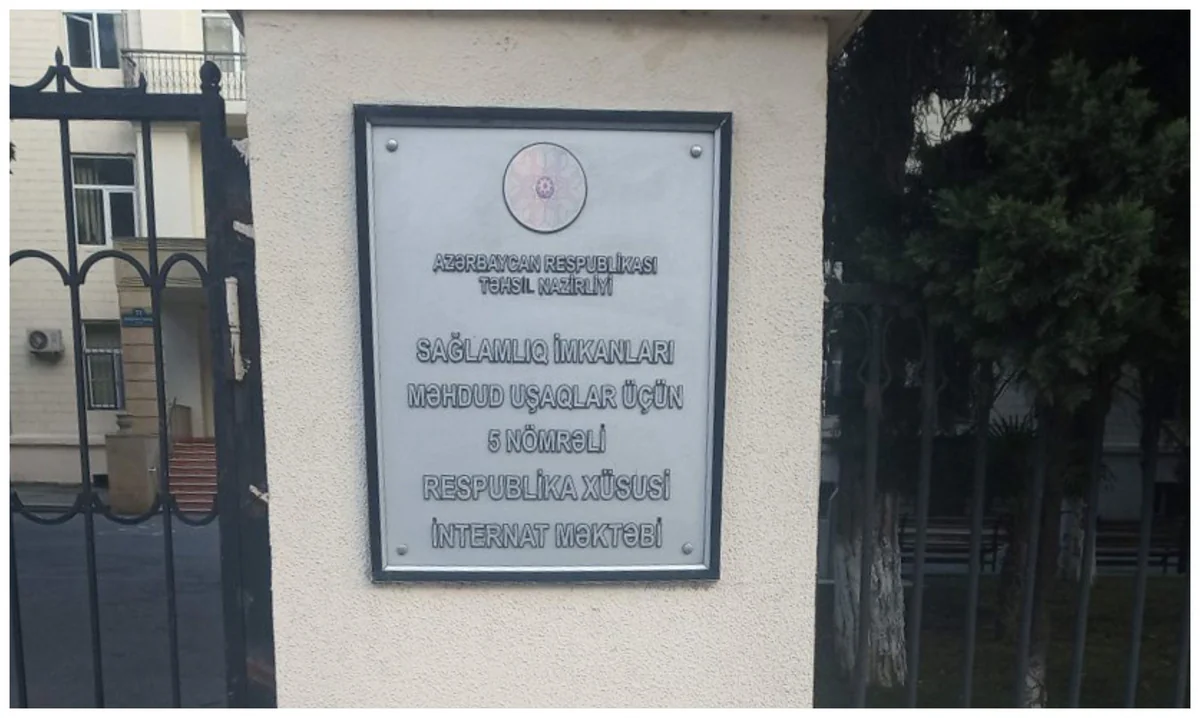 AZƏRBAYCAN RESPUBLİKASI
TƏHSİL NAZİRLİYİ
SAĞLAMLIQ İMKANLARI
MƏHDUD UŞAQLAR ÜÇÜN
5 NÖMRƏLİ
RESPUBLİKA XÜSUSİ
İNTERNAT MƏKTƏBİ